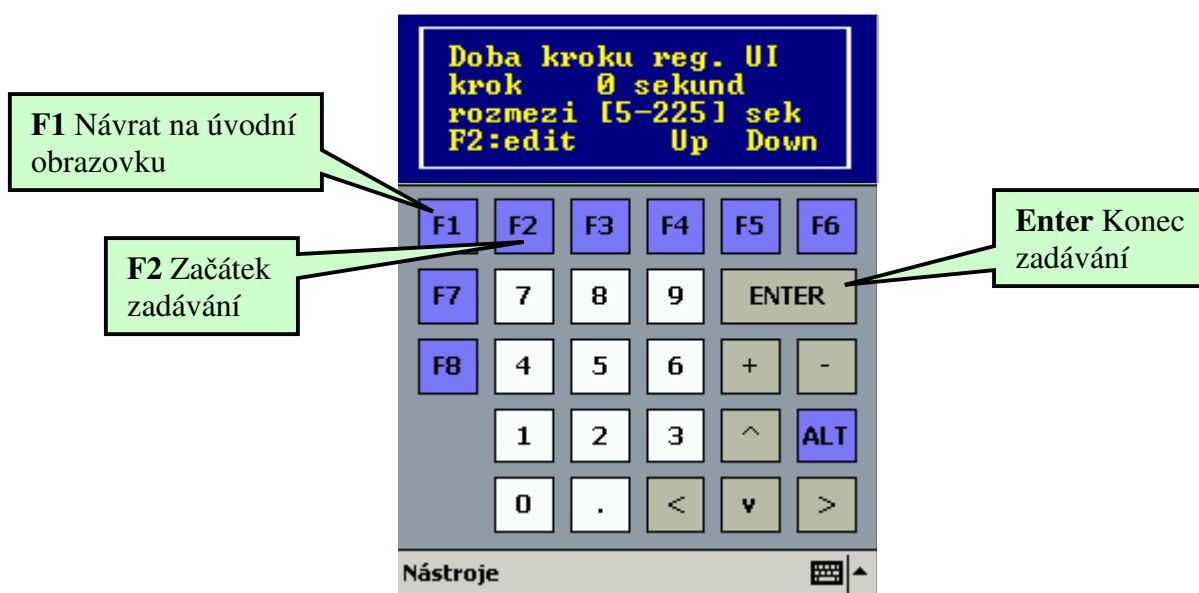 Doba kroku reg. UI
krok 0 sekund
rozmezi [5-225] sek
F2:edit Up Down
F1 Návrat na úvodní
obrazovku
F1 F2 F3 F4 F5 F6
Enter Konec
zadávání
F2 Začátek
zadávání
F7 7 8 9 ENTER
F8 4 5 6 + -
1 2 3 ^ ALT
0 . < v >
Nástroje